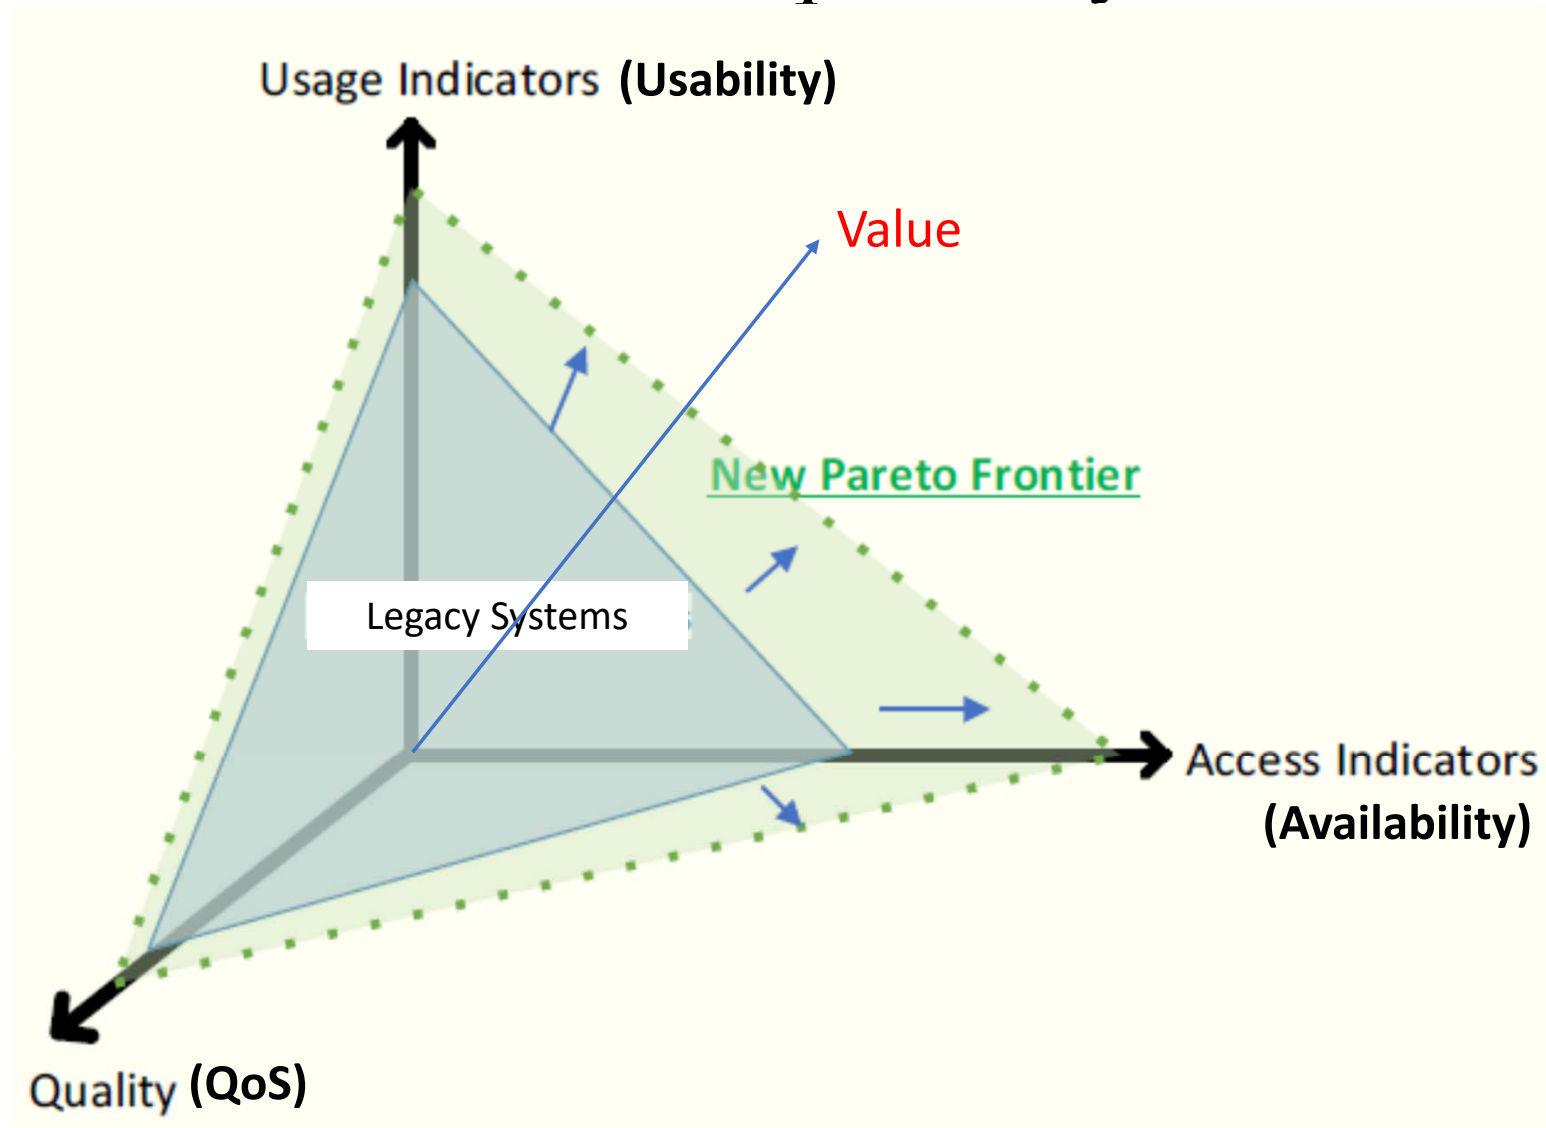 Usage Indicators (Usability)
Value
New Pareto Frontier
Legacy Systems
Access Indicators
(Availability)
Quality (QoS)